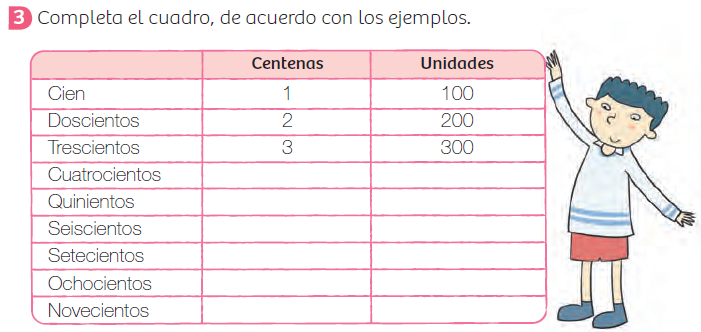 3 Completa el cuadro, de acuerdo con los ejemplos.
Centenas Unidades
Cien 1 100
Doscientos 2 200
Trescientos 3 300
Cuatrocientos
Quinientos
Seiscientos
Setecientos
Ochocientos
Novecientos